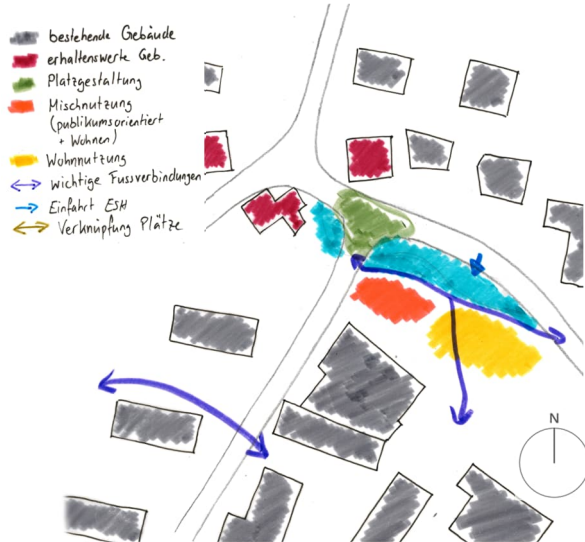 bestehende Gebäude
erhaltenswerte Geb.
Platzgestaltung
Mischnutzung
(publikumsorientiert
+ Wohnen)
Wohnnutzung
wichtige Fussverbindungen
Einfahrt ESH
Verknüpfung Plätze
N